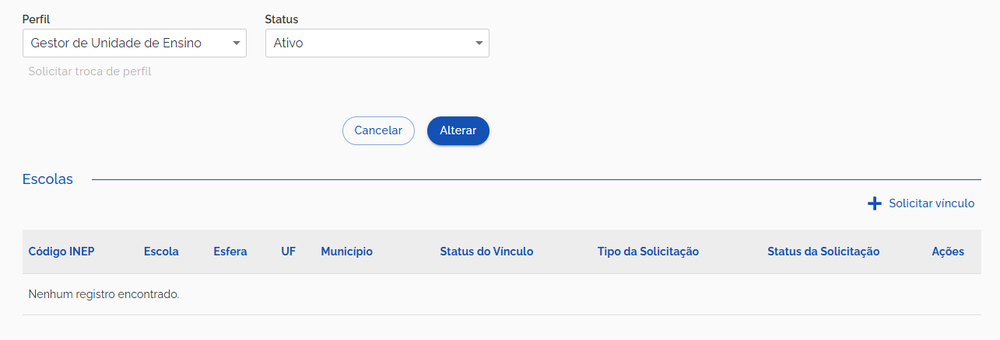 Perfil Status
Gestor de Unidade de Ensino Ativo
Solicitar troca de perfil
Cancelar Alterar
Escolas
Solicitar vínculo
Código INEP Escola Esfera UF Município Status do Vínculo Tipo da Solicitação Status da Solicitação Ações
Nenhum registro encontrado.